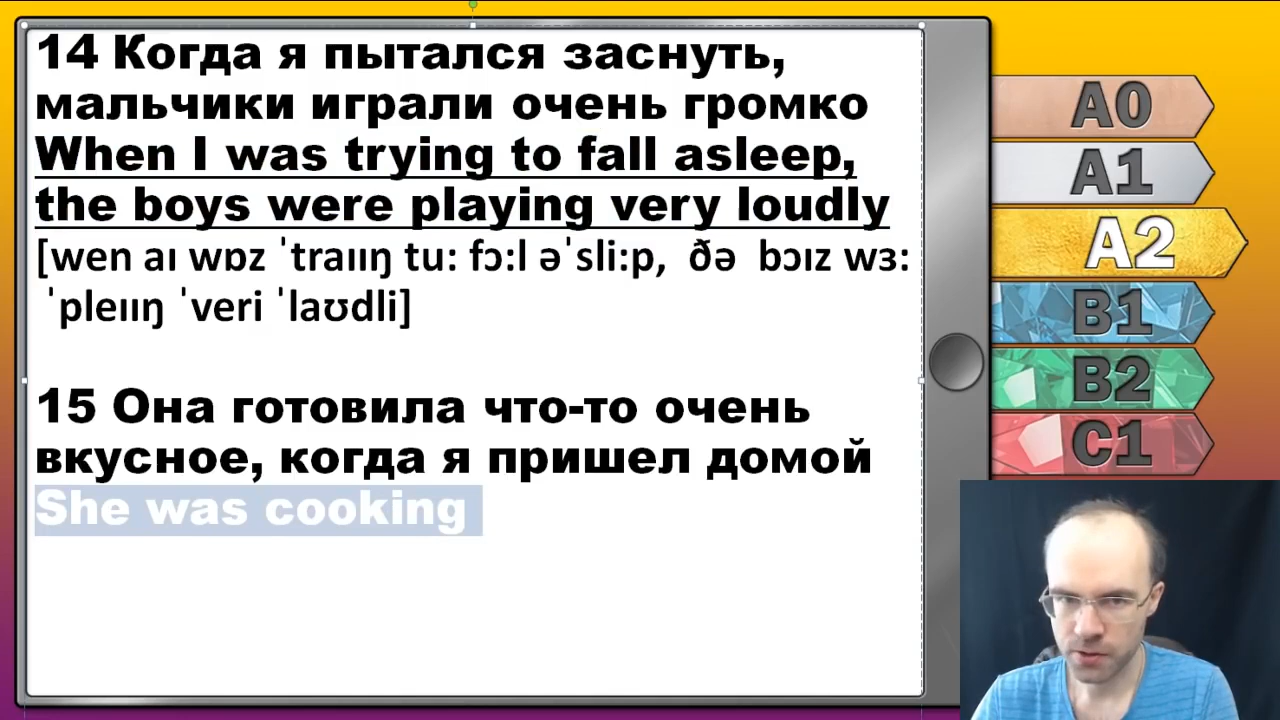 14 Когда я пытался заснуть,
мальчики играли очень громко
When I was trying to fall asleep,
the boys were playing very loudly
[wen aɪ wɒz ˈtraɪɪŋ tu: fɔ:l əˈsli:p, ðə bɔɪz wɜ:
ˈpleɪɪŋ ˈveri ˈlaʊdli]
15 Она готовила что-то очень
вкусное, когда я пришел домой
She was cooking
A0
A1
A2
B1
B2
C1